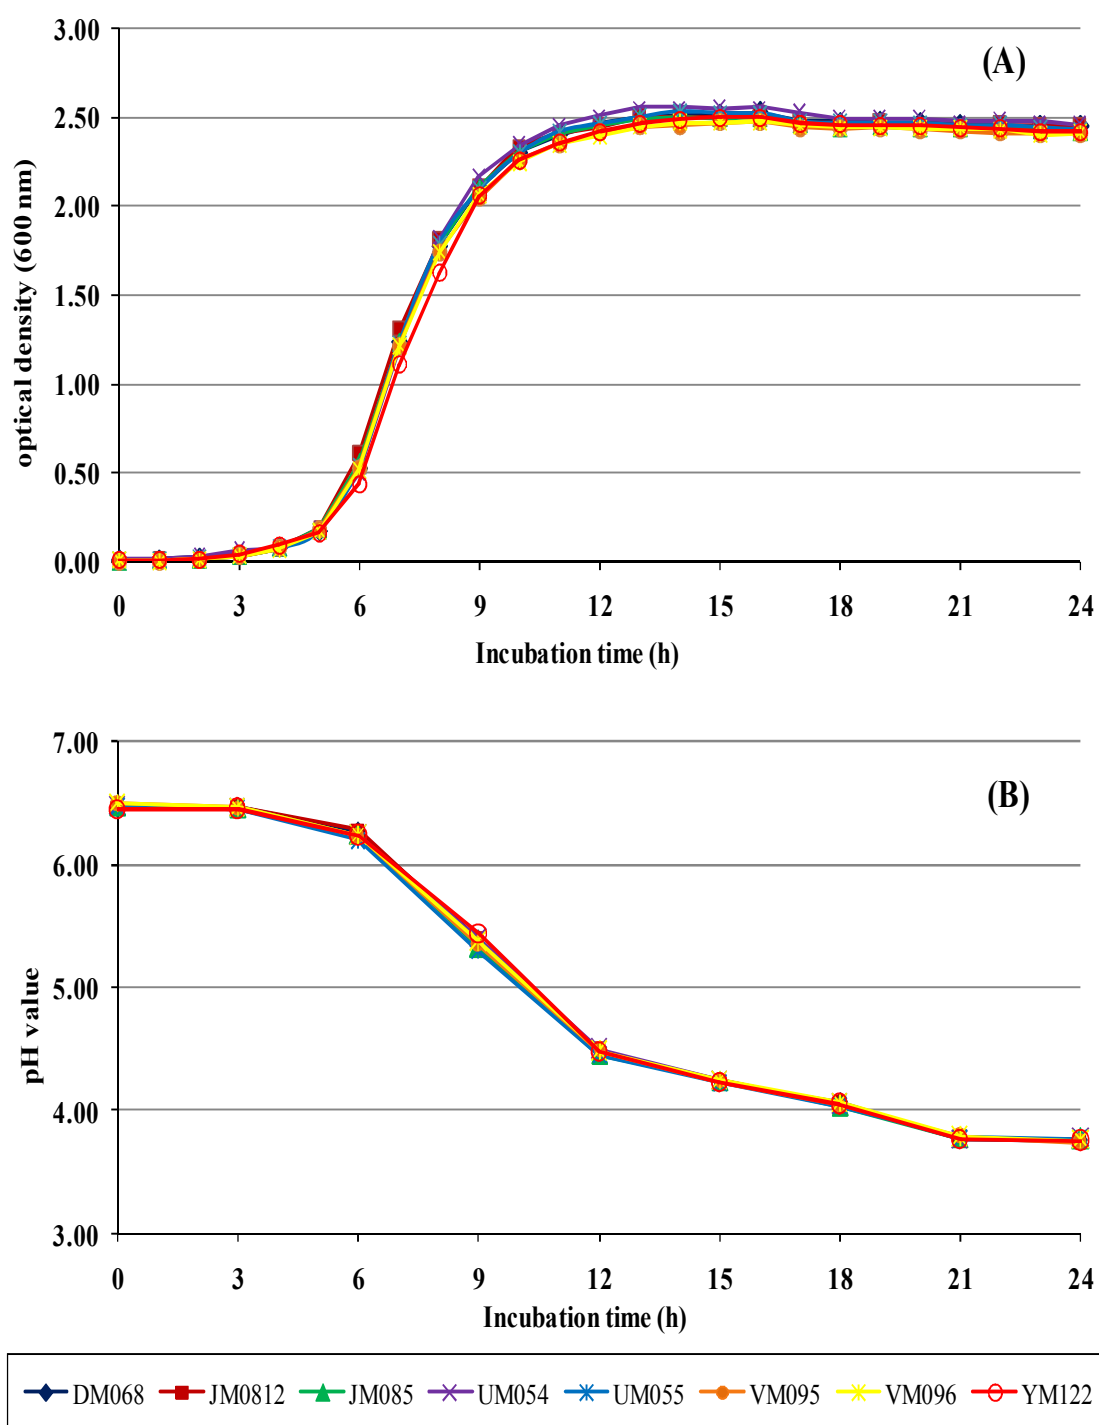 3.00
(A)
2.50
2.00
1.50
1.00
0.50
0.00
optical density (600 nm)
0 3 6 9 12 15 18 21 24
Incubation time (h)
7.00
(B)
6.00
5.00
4.00
3.00
pH value
0 3 6 9 12 15 18 21 24
Incubation time (h)
DM068 JM0812 JM085 UM054 UM055 VM095 VM096 YM122